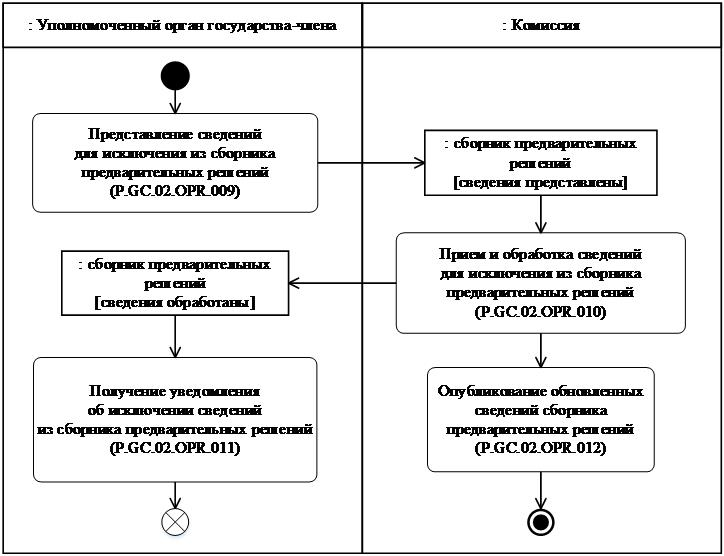 : Уполномоченный орган государства-члена
: Комиссия
Представление сведений
для исключения из сборника
предварительных решений
(P.GC.02.OPR.009)
: сборник предварительных
решений
[сведения представлены]
Прием и обработка сведений
для исключения из сборника
предварительных решений
(P.GC.02.OPR.010)
: сборник предварительных
решений
[сведения обработаны]
Получение уведомления
об исключении сведений
из сборника предварительных решений
(P.GC.02.OPR.011)
Опубликование обновленных
сведений сборника
предварительных решений
(P.GC.02.OPR.012)